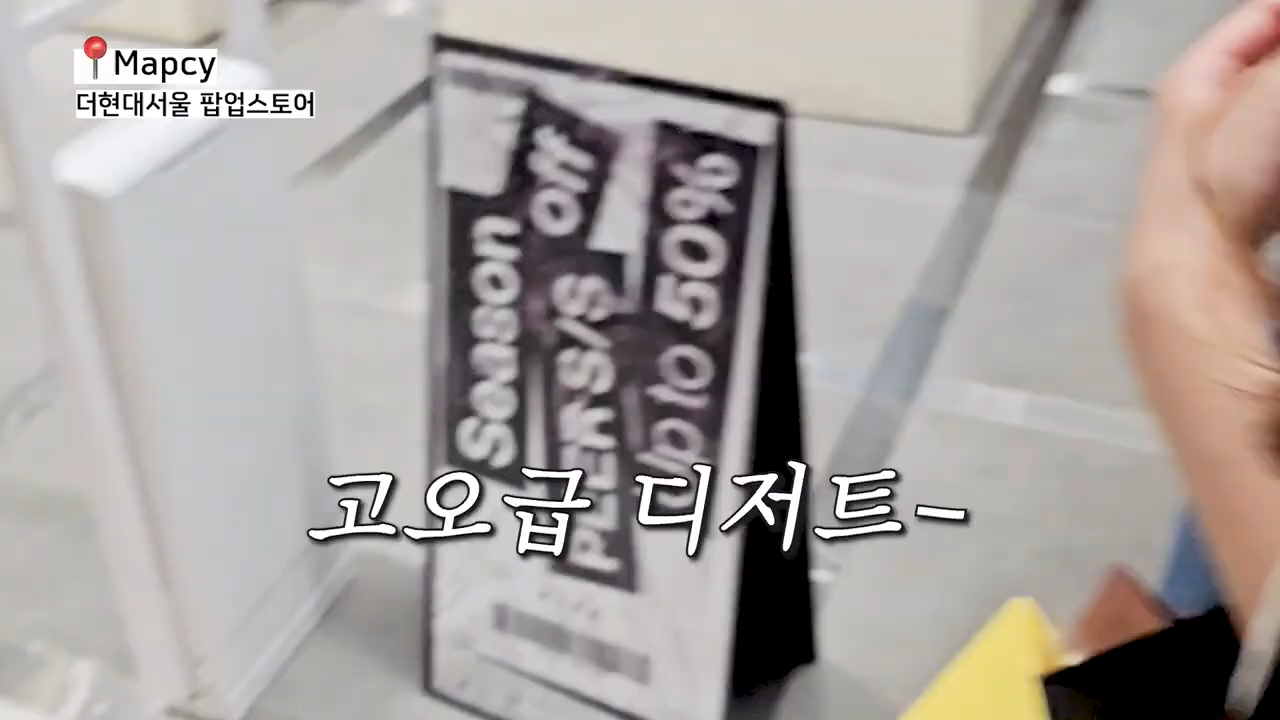 Mapcy
더현대서울 팝업스토어
Season off
S/S
Up to 50%
고오급 디저트-